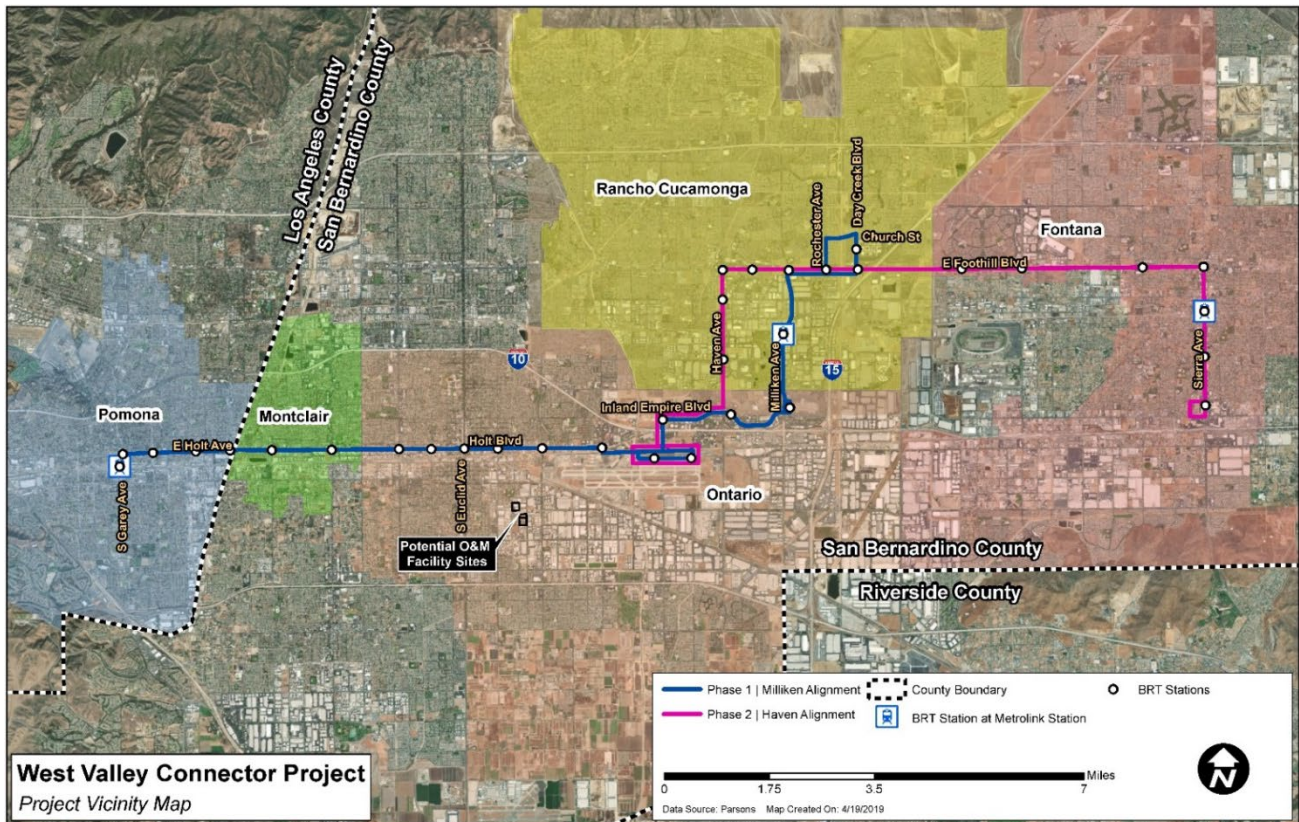 Los Angeles County
San Bernardino County
Rancho Cucamonga
Rochester Ave
Day Creek Blvd
Church St
Fontana
E Foothill Blvd
Haven Ave
Milliken Ave
15
10
Sierra Ave
Inland Empire Blvd
Pomona
Montclair
E Holt Ave
Holt Blvd
S Garey Ave
S Euclid Ave
Ontario
Potential O&M
Facility Sites
San Bernardino County
Riverside County
Phase 1 | Milliken Alignment
County Boundary
BRT Stations
Phase 2 | Haven Alignment
BRT Station at Metrolink Station
Miles
0 1.75 3.5 7
Data Source: Parsons Map Created On: 4/19/2019
N
West Valley Connector Project
Project Vicinity Map